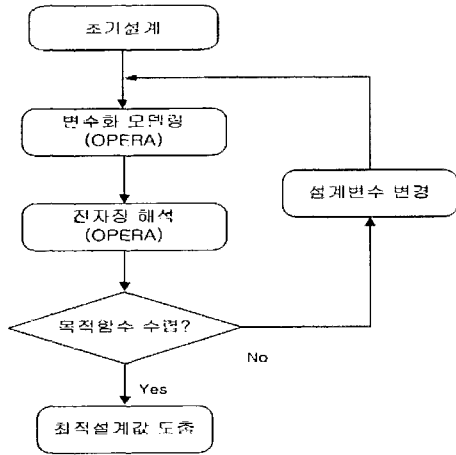 초기설계
변수화 모델링
(OPERA)
전자장 해석
(OPERA)
설계변수 변경
목적함수 수렴?
No
Yes
최적설계값 도출